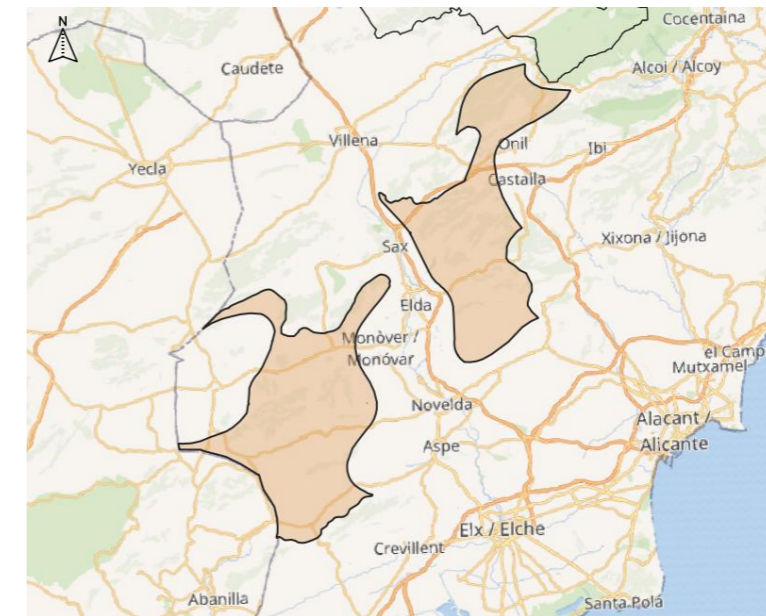 N
Cocentaina
Caudete
Alcoi / Alcoy
Villena
Onil
Ibi
Yecla
Castalla
Xixona / Jijona
Sax
Elda
Monòver /
Monóvar
el Camp
Mutxamel
Novelda
Alacant /
Alicante
Aspe
Elx / Elche
Crevillent
Abanilla
Santa Pola